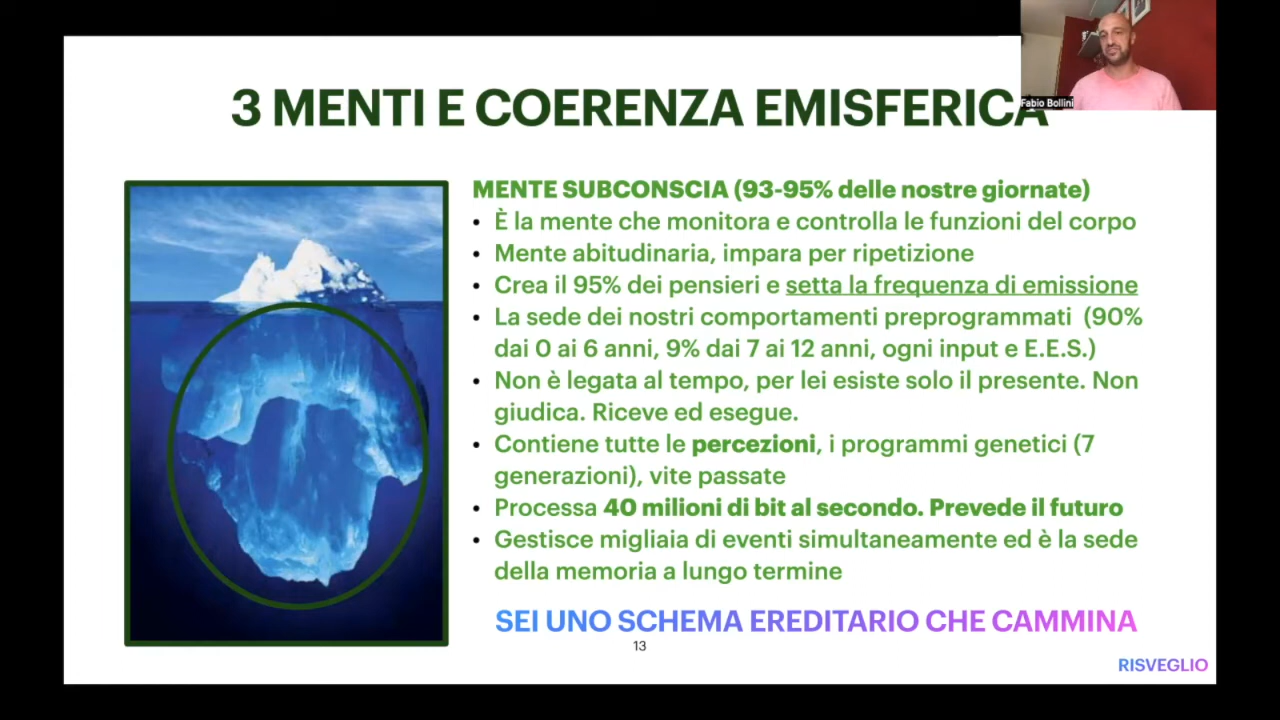 3 MENTI E COERENZA EMISFERICA
Fabio Bollini
MENTE SUBCONSCIA (93-95% delle nostre giornate)
• È la mente che monitora e controlla le funzioni del corpo
• Mente abitudinaria, impara per ripetizione
• Crea il 95% dei pensieri e setta la frequenza di emissione
• La sede dei nostri comportamenti preprogrammati (90%
dai 0 ai 6 anni, 9% dai 7 ai 12 anni, ogni input e E.E.S.)
• Non è legata al tempo, per lei esiste solo il presente. Non
giudica. Riceve ed esegue.
• Contiene tutte le percezioni, i programmi genetici (7
generazioni), vite passate
• Processa 40 milioni di bit al secondo. Prevede il futuro
• Gestisce migliaia di eventi simultaneamente ed è la sede
della memoria a lungo termine
SEI UNO SCHEMA EREDITARIO CHE CAMMINA
13
RISVEGLIO